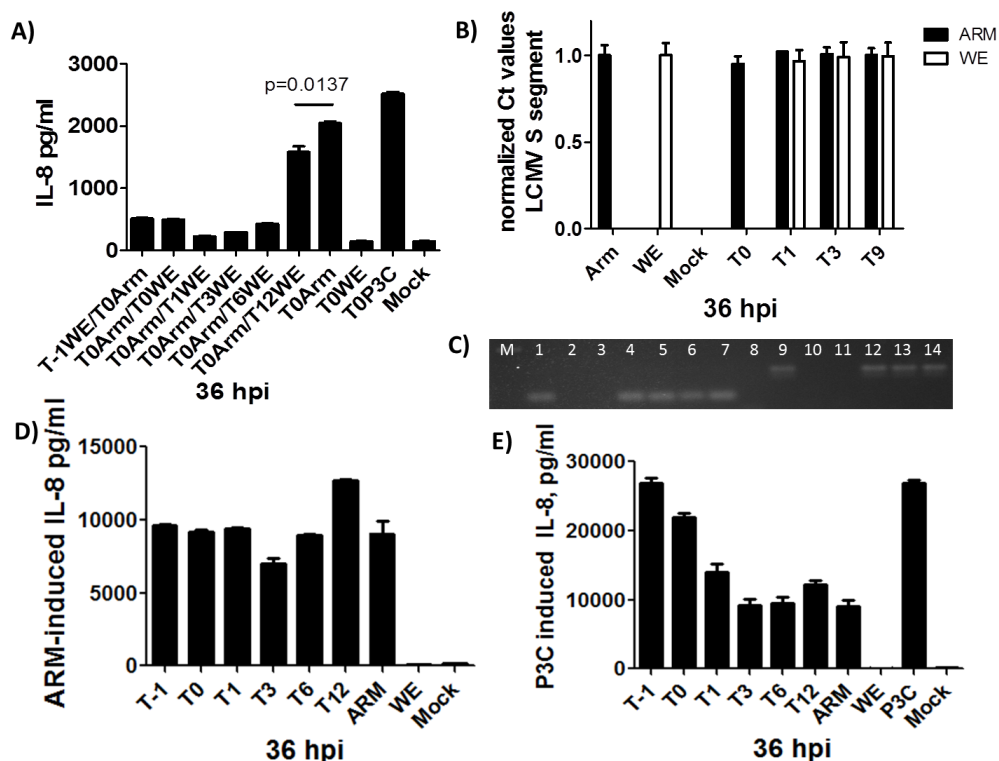 A)
IL-8 pg/ml
3000
2000
1000
0
p=0.0137
T-1WE/T0Arm
T0Arm/T0WE
T0Arm/T1WE
T0Arm/T3WE
T0Arm/T6WE
T0Arm/T12WE
T0Arm
T0WE
T0P3C
Mock
36 hpi
B)
normalized Ct values
LCMV S segment
1.0
0.5
0.0
ARM
WE
Arm
WE
Mock
T0
T1
T3
T9
36 hpi
C)
M 1 2 3 4 5 6 7 8 9 10 11 12 13 14
D)
ARM-induced IL-8 pg/ml
15000
10000
5000
0
T-1
T0
T1
T3
T6
T12
ARM
WE
Mock
36 hpi
E)
P3C induced IL-8, pg/ml
30000
20000
10000
0
T-1
T0
T1
T3
T6
T12
ARM
WE
P3C
Mock
36 hpi